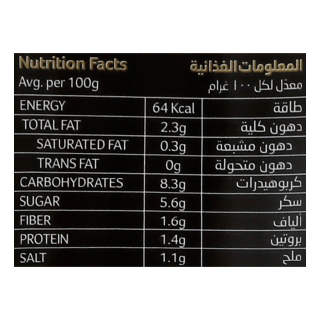 Nutrition Facts المعلومات الغذائية
Avg. per 100g معدّل لكل ١٠٠ غرام
ENERGY 64 Kcal طاقة
TOTAL FAT 2.3g دهون كلية
SATURATED FAT 0.3g دهون مشبعة
TRANS FAT 0g دهون متحولة
CARBOHYDRATES 8.3g كربوهيدرات
SUGAR 5.6g سكر
FIBER 1.6g ألياف
PROTEIN 1.4g بروتين
SALT 1.1g ملح